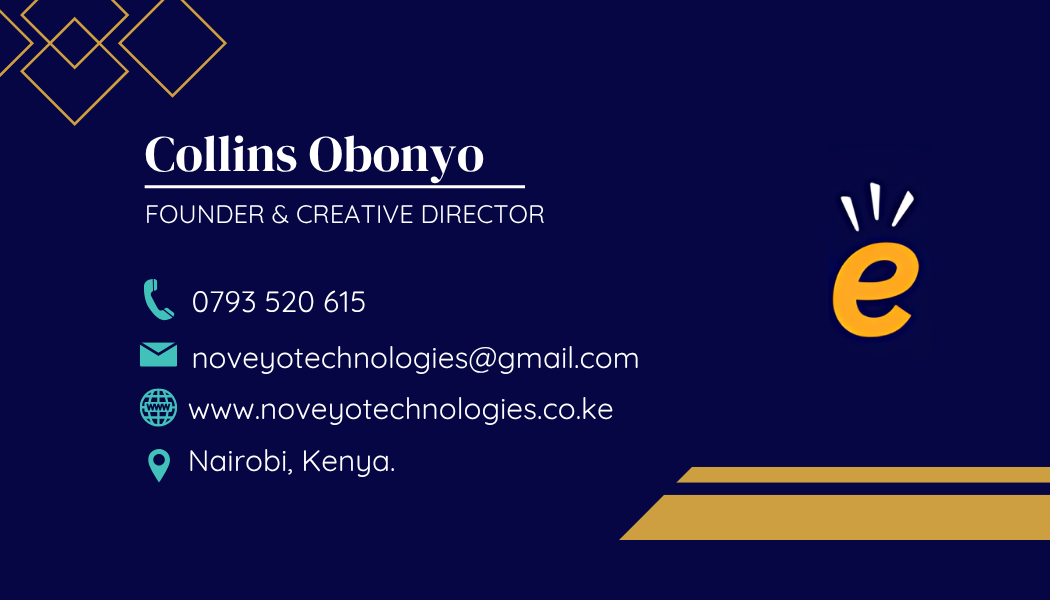 Collins Obonyo
FOUNDER & CREATIVE DIRECTOR
0793 520 615
noveyotechnologies@gmail.com
www.noveyotechnologies.co.ke
Nairobi, Kenya.
e